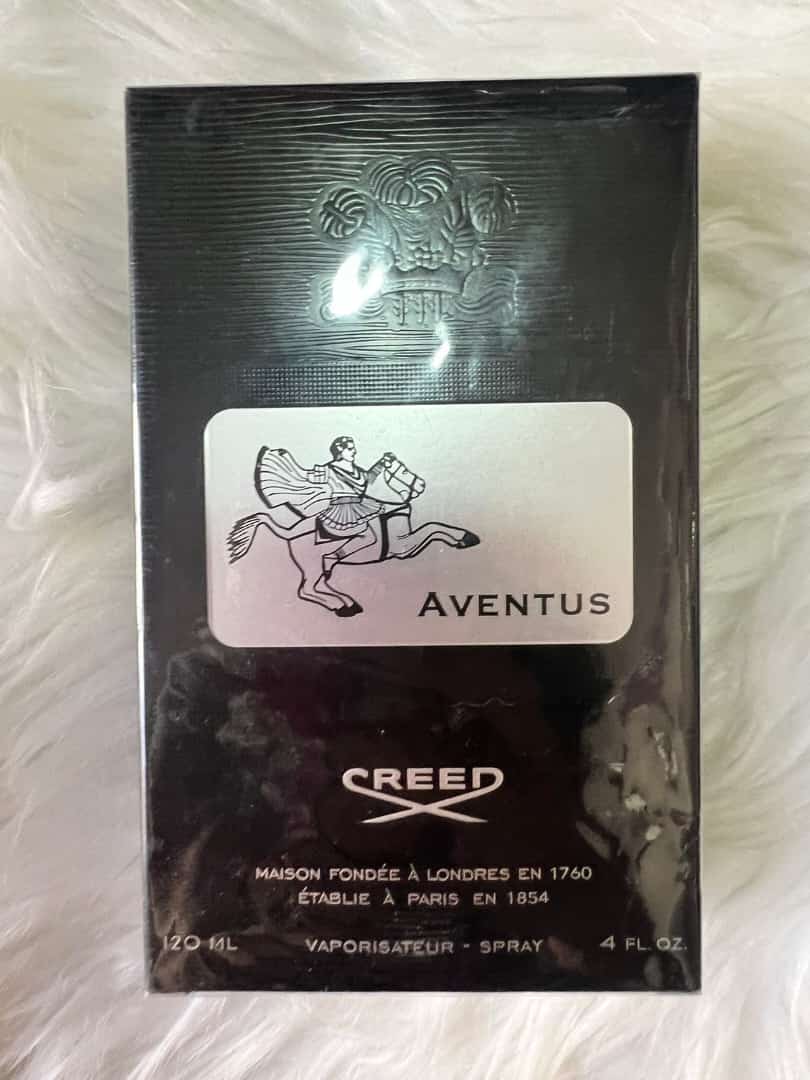 AVENTUS
CREED
MAISON FONDÉE À LONDRES EN 1760
ÉTABLIE À PARIS EN 1854
120 ML VAPORISATEUR - SPRAY 4 FL. OZ.